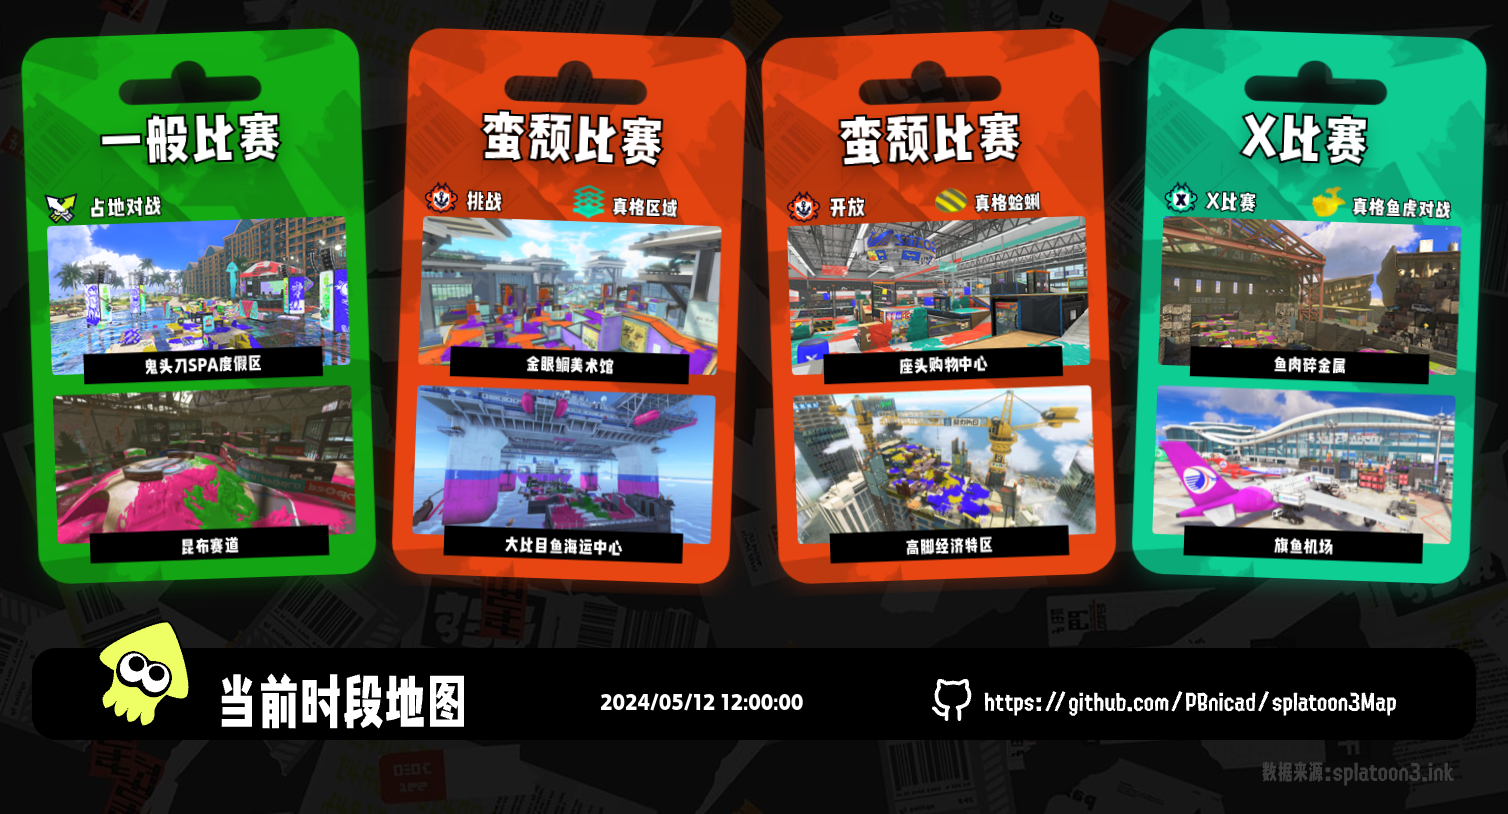 一般比赛
占地对战
鬼头刀SPA度假区
昆布赛道
蛮颓比赛
挑战
真格区域
金眼鲷美术馆
大比目鱼海运中心
蛮颓比赛
开放
真格蛤蜊
座头购物中心
高脚经济特区
X比赛
X比赛
真格鱼虎对战
鱼肉碎金属
旗鱼机场
当前时段地图
2024/05/12 12:00:00
https://github.com/PBnicad/splatoon3Map
数据来源:splatoon3.ink